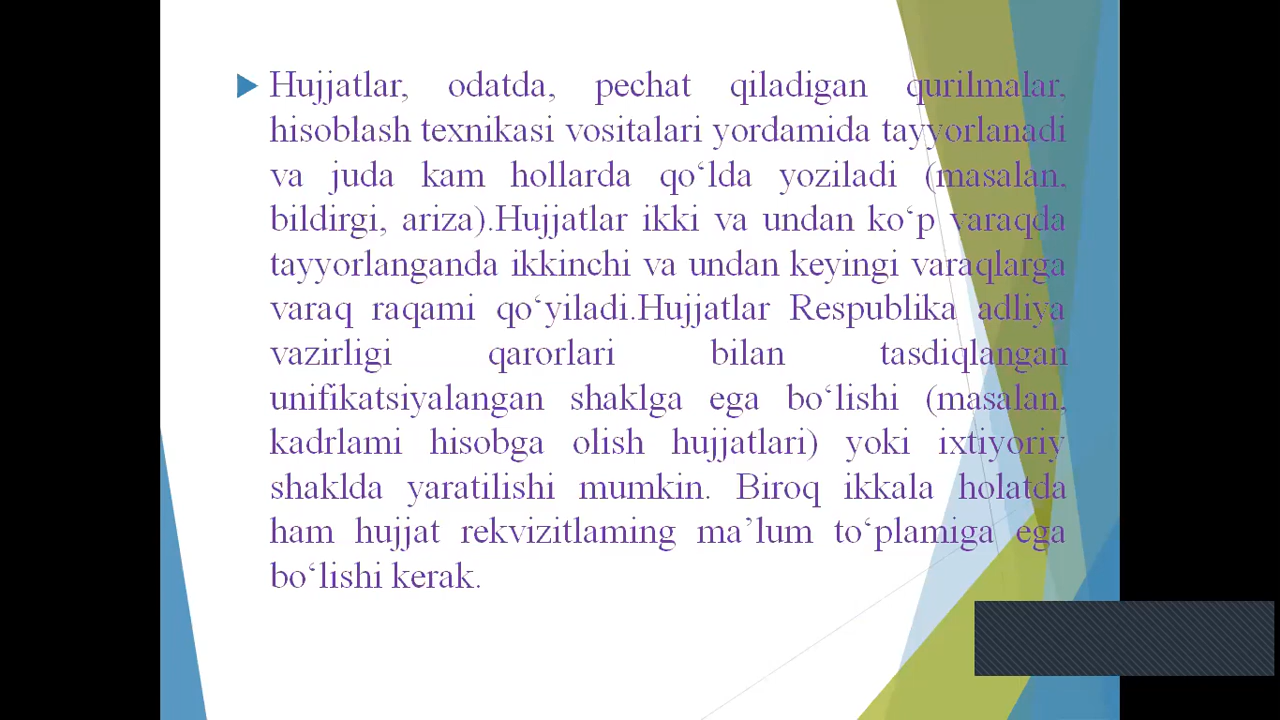 Hujjatlar, odatda, pechat qiladigan qurilmalar,
hisoblash texnikasi vositalari yordamida tayyorlanadi
va juda kam hollarda qo‘lda yoziladi (masalan,
bildirgi, ariza).Hujjatlar ikki va undan ko‘p varaqda
tayyorlanganda ikkinchi va undan keyingi varaqlarga
varaq raqami qo‘yiladi.Hujjatlar Respublika adliya
vazirligi qarorlari bilan tasdiqlangan
unifikatsiyalangan shaklga ega bo‘lishi (masalan,
kadrlami hisobga olish hujjatlari) yoki ixtiyoriy
shaklda yaratilishi mumkin. Biroq ikkala holatda
ham hujjat rekvizitlaming ma’lum to‘plamiga ega
bo‘lishi kerak.